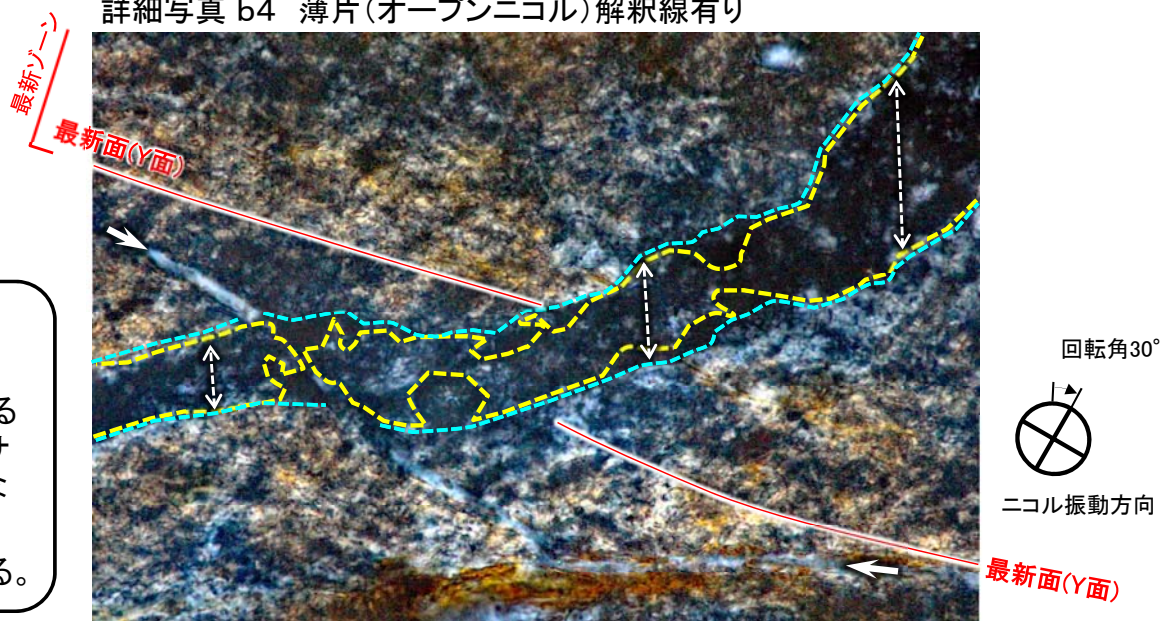 詳細写真 b4 薄片(オープンニコル)解釈線有り
最新ゾーン
最新面(Y面)
る
る。
回転角30°
ニコル振動方向
最新面(Y面)